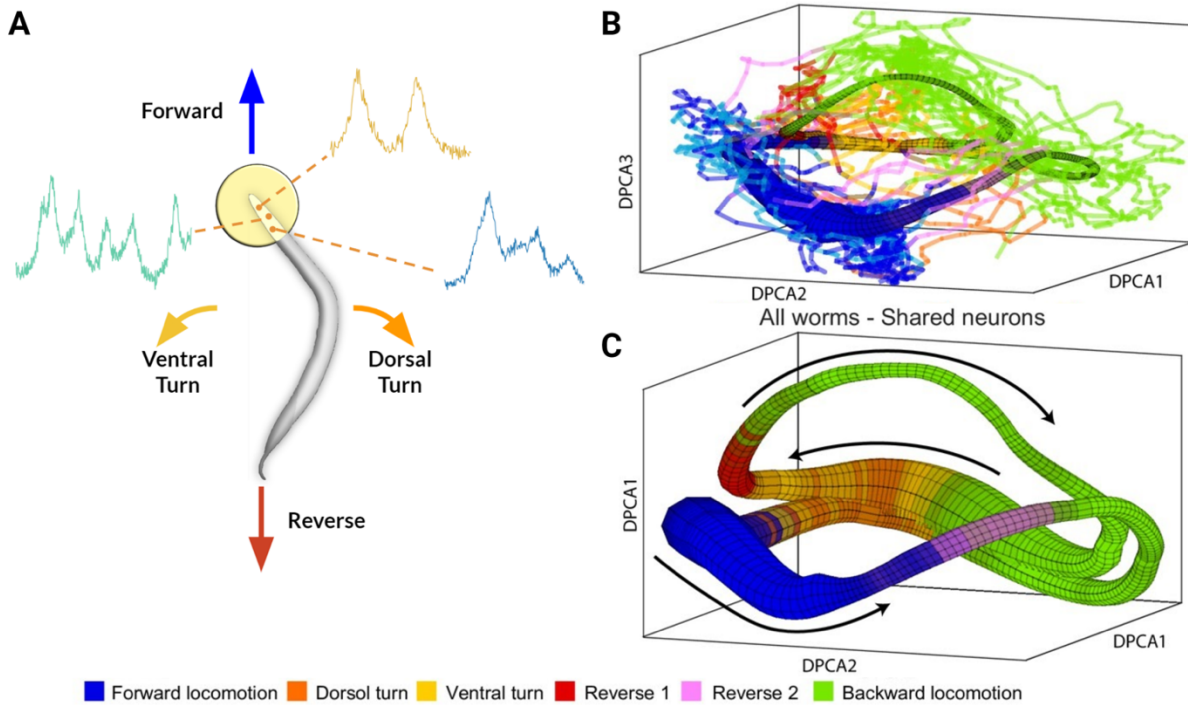 A
Forward
Ventral
Turn
Dorsal
Turn
Reverse
B
DPCA3
DPCA2
DPCA1
All worms - Shared neurons
C
DPCA1
DPCA2
DPCA1
Forward locomotion Dorsol turn Ventral turn Reverse 1 Reverse 2 Backward locomotion